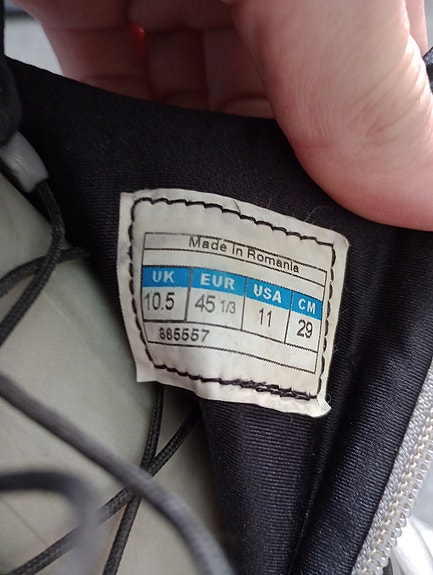 Made in Romania
UK EUR USA CM
10.5 45 1/3 11 29
885557